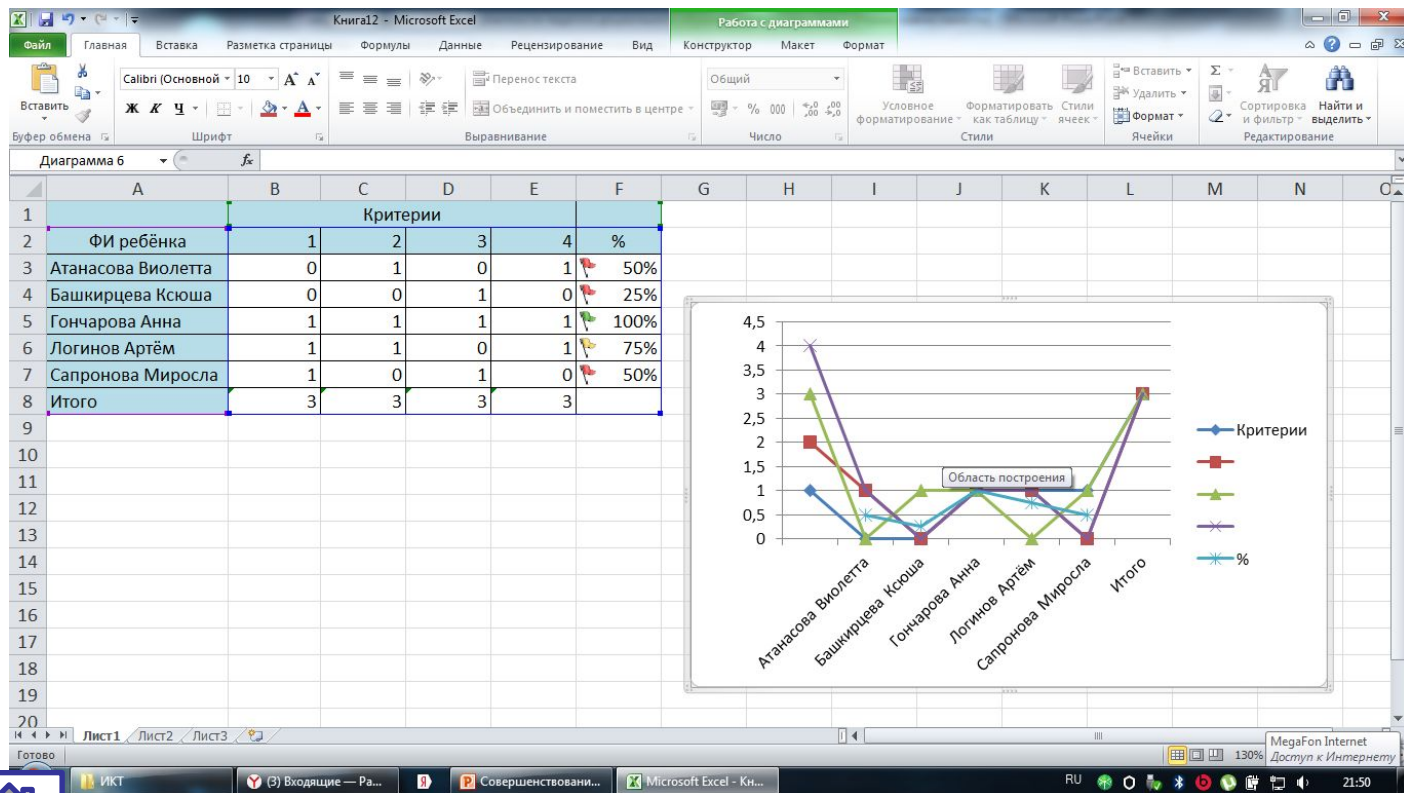 Книга12 - Microsoft Excel
Работа с диаграммами
Файл Главная Вставка Разметка страницы Формулы Данные Рецензирование Вид Конструктор Макет Формат
Вставить
Calibri (Основной 10
Ж К Ч
Перенос текста
Объединить и поместить в центре
Общий
% 000
Условное форматирование
Форматировать как таблицу
Стили ячеек
Вставить
Удалить
Формат
Сортировка и фильтр
Найти и выделить
Буфер обмена Шрифт Выравнивание Число Стили Ячейки Редактирование
Диаграмма 6 fx
A B C D E F G H I J K L M N O
1 Критерии
2 ФИ ребёнка 1 2 3 4 %
3 Атанасова Виолетта 0 1 0 1 50%
4 Башкирцева Ксюша 0 0 1 0 25%
5 Гончарова Анна 1 1 1 1 100%
6 Логинов Артём 1 1 0 1 75%
7 Сапронова Миросла 1 0 1 0 50%
8 Итого 3 3 3 3
9
10
11
12
13
14
15
16
17
18
19
20
4,5
4
3,5
3
2,5
2
1,5
1
0,5
0
Область построения
Атанасова Виолетта
Башкирцева Ксюша
Гончарова Анна
Логинов Артём
Сапронова Миросла
Итого
Критерии
%
Лист1 Лист2 Лист3
Готово
130%
MegaFon Internet
Доступ к Интернету
ИКТ
(3) Входящие — Ра...
Совершенствовани...
Microsoft Excel - Кн...
RU
21:50